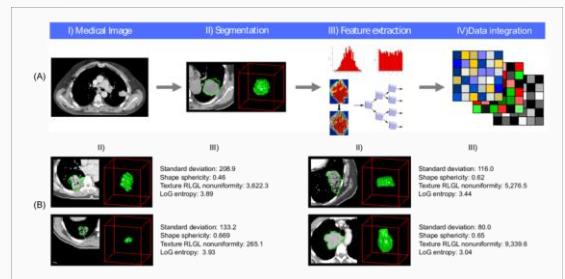 I) Medical Image
II) Segmentation
III) Feature extraction
IV)Data integration
(A)
II)
III)
II)
III)
(B)
Standard deviation: 208.9
Shape sphericity: 0.46
Texture RLGL nonuniformity: 3,622.3
LoG entropy: 3.89
Standard deviation: 116.0
Shape sphericity: 0.62
Texture RLGL nonuniformity: 5,276.5
LoG entropy: 3.44
Standard deviation: 133.2
Shape sphericity: 0.669
Texture RLGL nonuniformity: 265.1
LoG entropy: 3.93
Standard deviation: 80.0
Shape sphericity: 0.65
Texture RLGL nonuniformity: 9,339.6
LoG entropy: 3.04